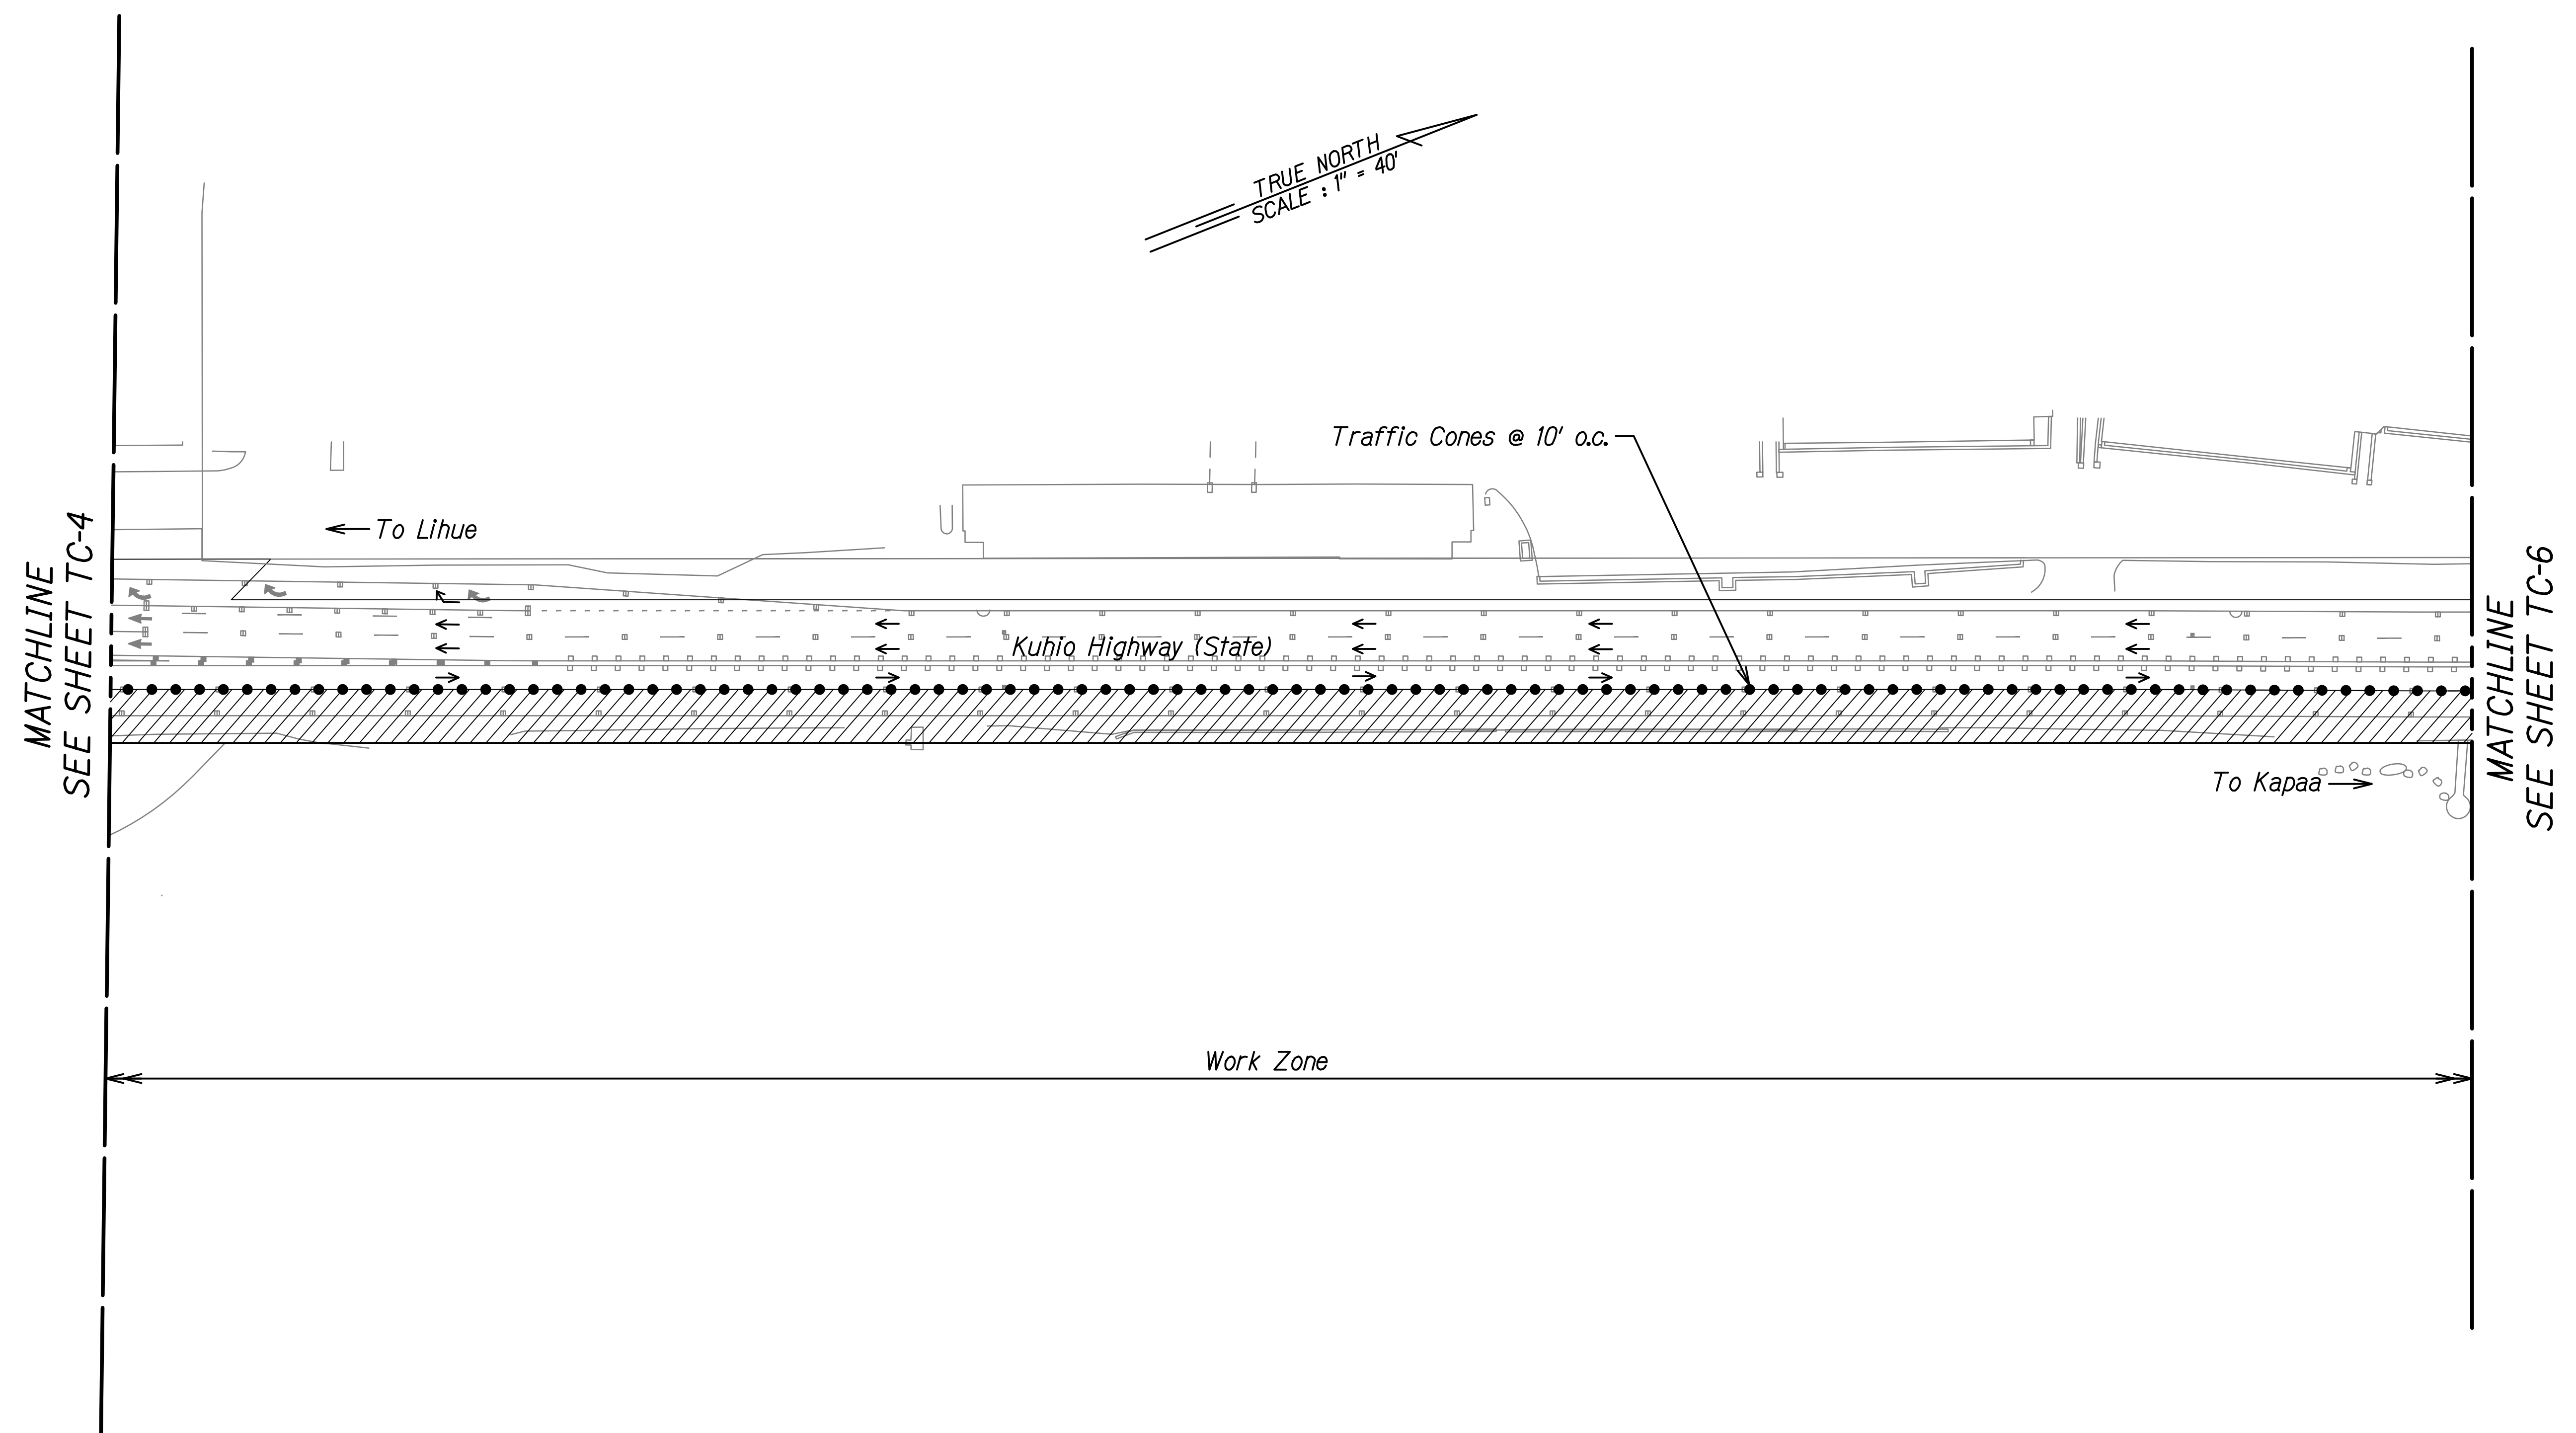 TRUE NORTH
SCALE : 1" = 40'
Traffic Cones @ 10' o.c.
To Lihue
MATCHLINE
SEE SHEET TC-4
Kuhio Highway (State)
MATCHLINE
SEE SHEET TC-6
To Kapaa
Work Zone